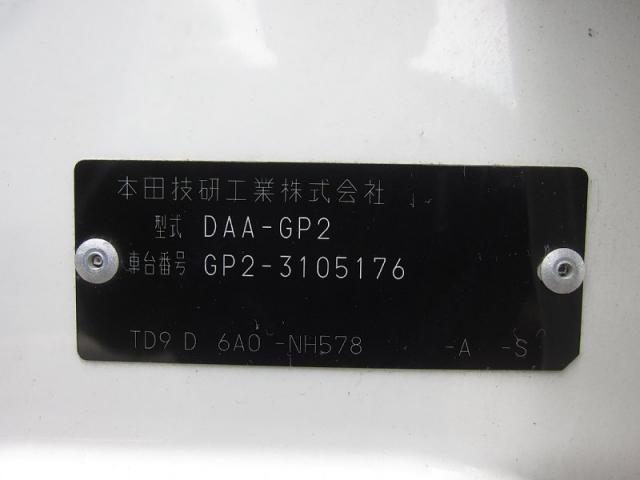 本田技研工業株式会社
型式 DAA-GP2
車台番号 GP2-3105176
TD9 D 6A0 -NH578 -A -S